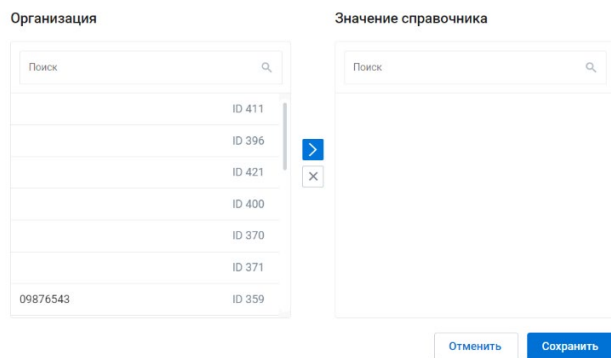 Организация
Значение справочника
Поиск
Поиск
ID 411
ID 396
ID 421
ID 400
ID 370
ID 371
09876543 ID 359
Отменить Сохранить